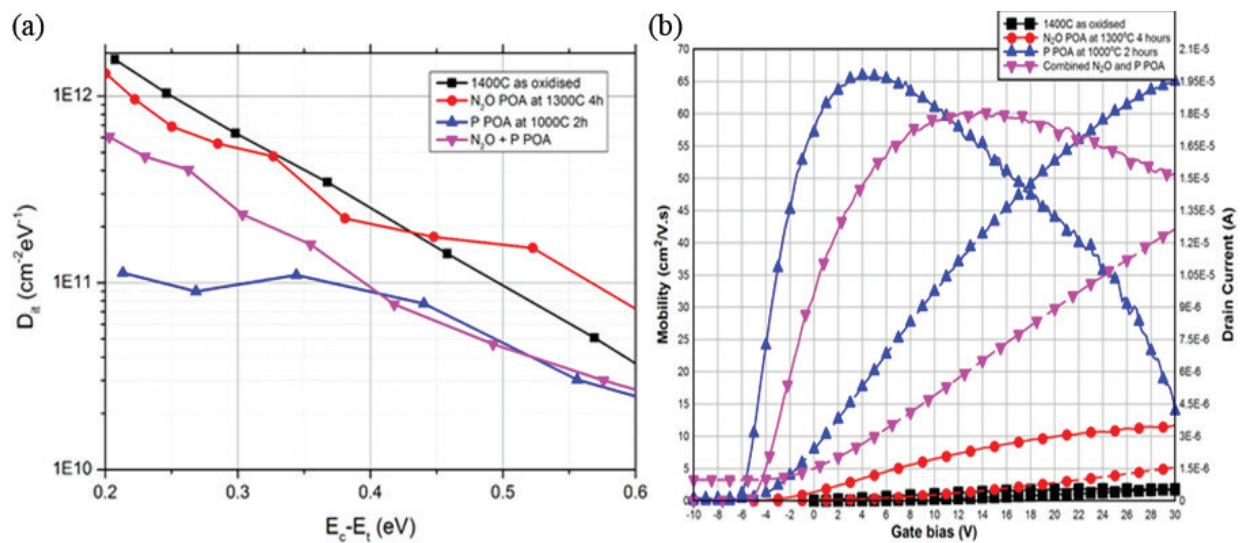 (a)
1400C as oxidised
N₂O POA at 1300C 4h
P POA at 1000C 2h
N₂O + P POA
1E12
1E11
1E10
Dᵢₜ (cm⁻²eV⁻¹)
0.2 0.3 0.4 0.5 0.6
E꜀-Eₜ (eV)
(b)
1400C as oxidised
N₂O POA at 1300⁰C 4 hours
P POA at 1000⁰C 2 hours
Combined N₂O and P POA
70
65
60
55
50
45
40
35
30
25
20
15
10
5
0
Mobility (cm²/V.s)
2.1E-5
1.95E-5
1.8E-5
1.65E-5
1.5E-5
1.35E-5
1.2E-5
1.05E-5
9E-6
7.5E-6
6E-6
4.5E-6
3E-6
1.5E-6
0
Drain Current (A)
-10 -8 -6 -4 -2 0 2 4 6 8 10 12 14 16 18 20 22 24 26 28 30
Gate bias (V)